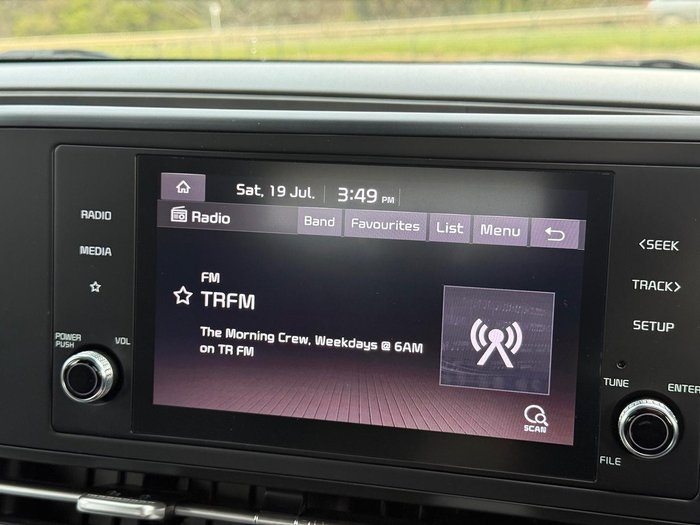 Sat, 19 Jul. 3:49 PM
Radio Band Favourites List Menu
RADIO
MEDIA
POWER PUSH
VOL
FM
TRFM
The Morning Crew, Weekdays @ 6AM
on TR FM
SCAN
<SEEK
TRACK>
SETUP
TUNE
ENTER
FILE